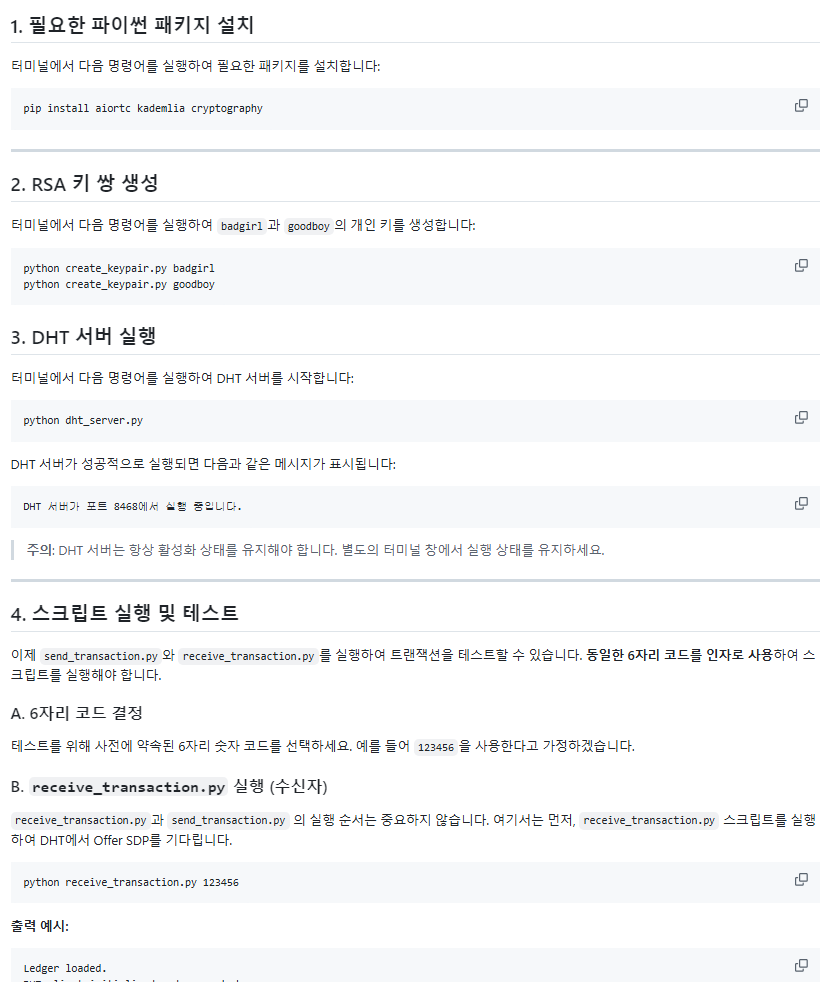 1. 필요한 파이썬 패키지 설치
터미널에서 다음 명령어를 실행하여 필요한 패키지를 설치합니다:
pip install aiortc kademlia cryptography
2. RSA 키 쌍 생성
터미널에서 다음 명령어를 실행하여 badgirl 과 goodboy 의 개인 키를 생성합니다:
python create_keypair.py badgirl
python create_keypair.py goodboy
3. DHT 서버 실행
터미널에서 다음 명령어를 실행하여 DHT 서버를 시작합니다:
python dht_server.py
DHT 서버가 성공적으로 실행되면 다음과 같은 메시지가 표시됩니다:
DHT 서버가 포트 8468에서 실행 중입니다.
주의: DHT 서버는 항상 활성화 상태를 유지해야 합니다. 별도의 터미널 창에서 실행 상태를 유지하세요.
4. 스크립트 실행 및 테스트
이제 send_transaction.py 와 receive_transaction.py 를 실행하여 트랜잭션을 테스트할 수 있습니다. 동일한 6자리 코드를 인자로 사용하여 스
크립트를 실행해야 합니다.
A. 6자리 코드 결정
테스트를 위해 사전에 약속된 6자리 숫자 코드를 선택하세요. 예를 들어 123456 을 사용한다고 가정하겠습니다.
B. receive_transaction.py 실행 (수신자)
receive_transaction.py 과 send_transaction.py 의 실행 순서는 중요하지 않습니다. 여기서는 먼저, receive_transaction.py 스크립트를 실행
하여 DHT에서 Offer SDP를 기다립니다.
python receive_transaction.py 123456
출력 예시:
Ledger loaded.